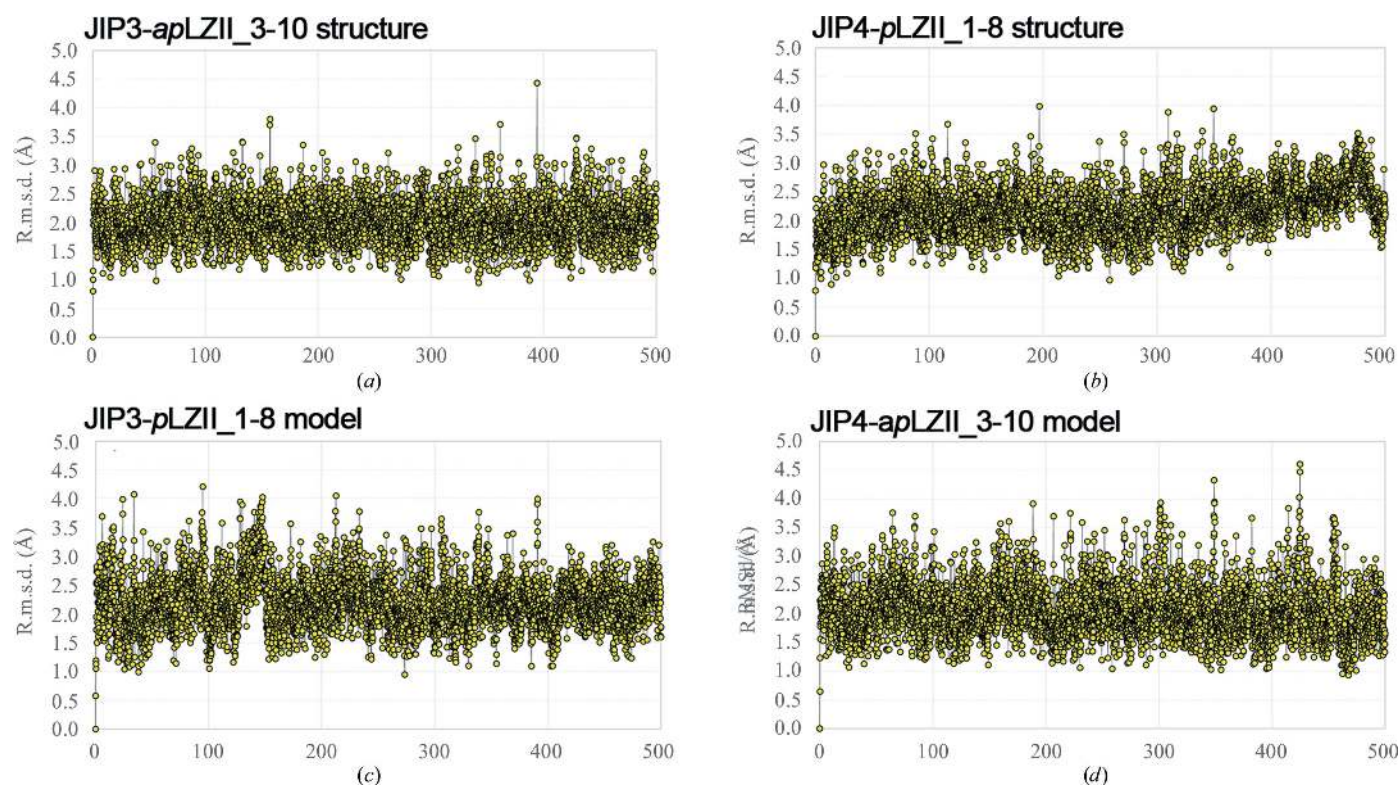 JIP3-apLZII_3-10 structure
5.0
4.5
4.0
3.5
3.0
2.5
2.0
1.5
1.0
0.5
0.0
R.m.s.d. (Å)
0 100 200 300 400 500
(a)
JIP4-pLZII_1-8 structure
5.0
4.5
4.0
3.5
3.0
2.5
2.0
1.5
1.0
0.5
0.0
R.m.s.d. (Å)
0 100 200 300 400 500
(b)
JIP3-pLZII_1-8 model
5.0
4.5
4.0
3.5
3.0
2.5
2.0
1.5
1.0
0.5
0.0
R.m.s.d. (Å)
0 100 200 300 400 500
(c)
JIP4-apLZII_3-10 model
5.0
4.5
4.0
3.5
3.0
2.5
2.0
1.5
1.0
0.5
0.0
R.m.s.d. (Å)
0 100 200 300 400 500
(d)